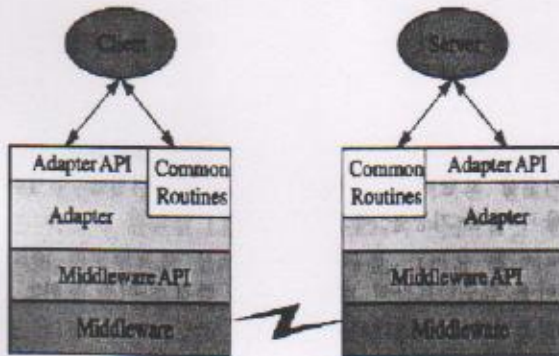 Client
Server
Adapter API
Common
Routines
Adapter
Middleware API
Middleware
Common
Routines
Adapter API
Adapter
Middleware API
Middleware